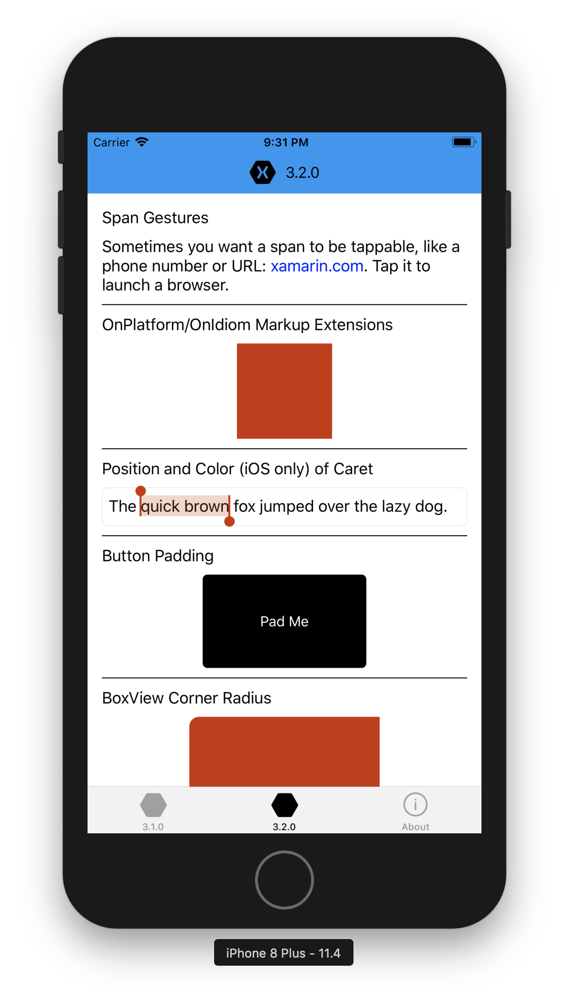 Carrier 9:31 PM
X 3.2.0
Span Gestures
Sometimes you want a span to be tappable, like a
phone number or URL: xamarin.com. Tap it to
launch a browser.
OnPlatform/OnIdiom Markup Extensions
Position and Color (iOS only) of Caret
The quick brown fox jumped over the lazy dog.
Button Padding
Pad Me
BoxView Corner Radius
3.1.0 3.2.0 About
iPhone 8 Plus - 11.4